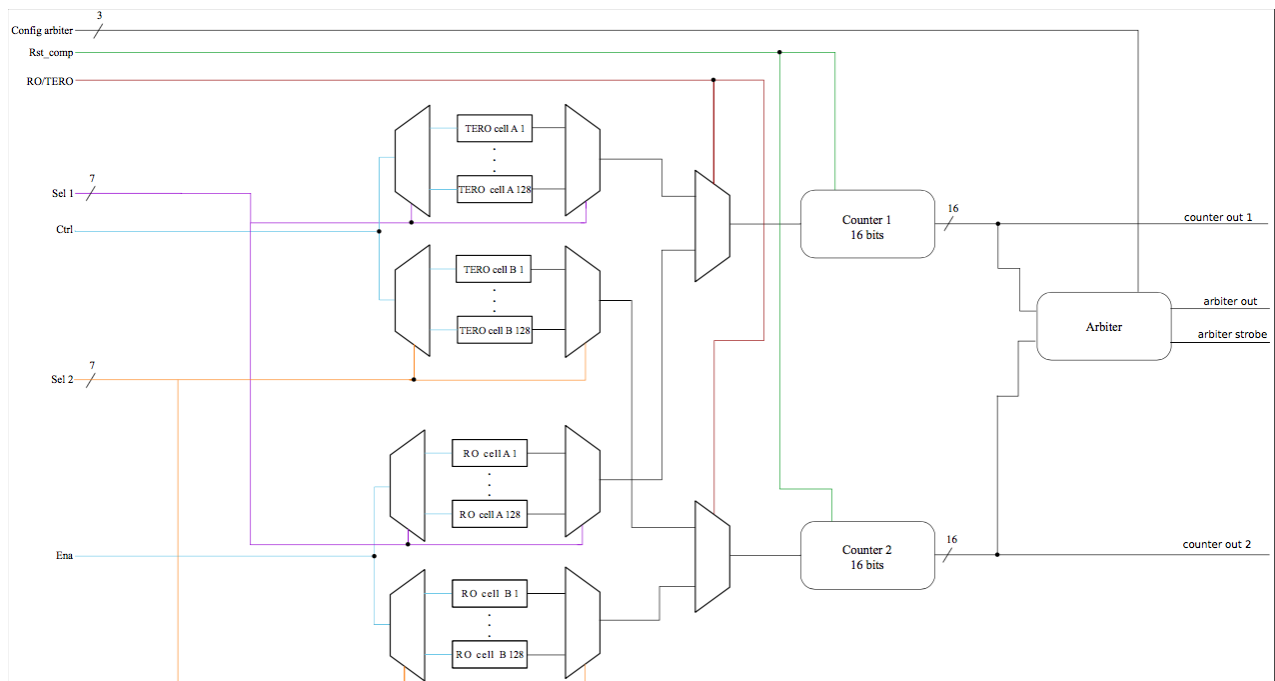 3
Config arbiter
Rst_comp
RO/TERO
TERO cell A 1
7
Sel 1
TERO cell A 128
16
Counter 1
16 bits
counter out 1
Ctrl
TERO cell B 1
arbiter out
Arbiter
TERO cell B 128
arbiter strobe
7
Sel 2
RO cell A 1
RO cell A 128
16
Counter 2
16 bits
counter out 2
Ena
RO cell B 1
RO cell B 128